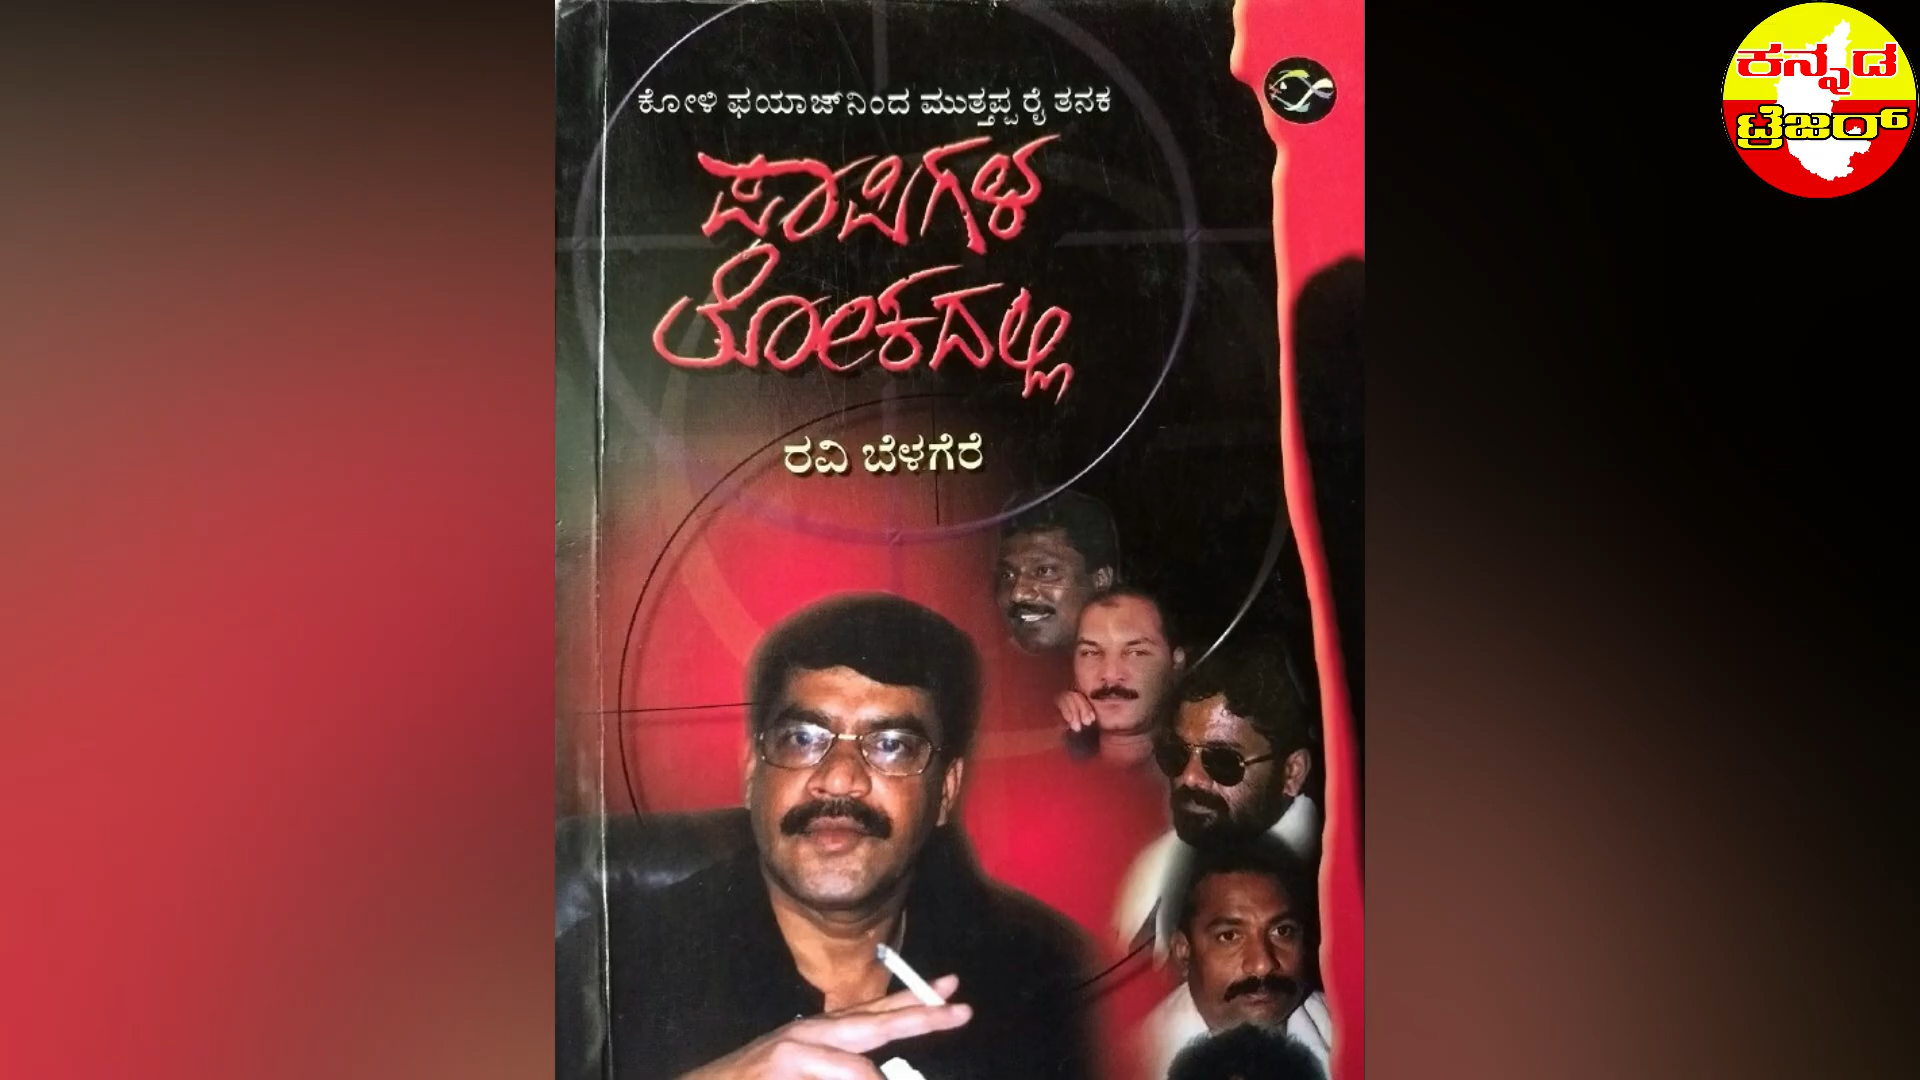 ಕೋಳಿ ಫಯಾಜ್‌ನಿಂದ ಮುತ್ತಪ್ಪ ರೈ ತನಕ
ಪಾಪಿಗಳ
ಲೋಕದಲ್ಲಿ
ರವಿ ಬೆಳಗೆರೆ
ಕನ್ನಡ
ಟ್ರೆಜರ್